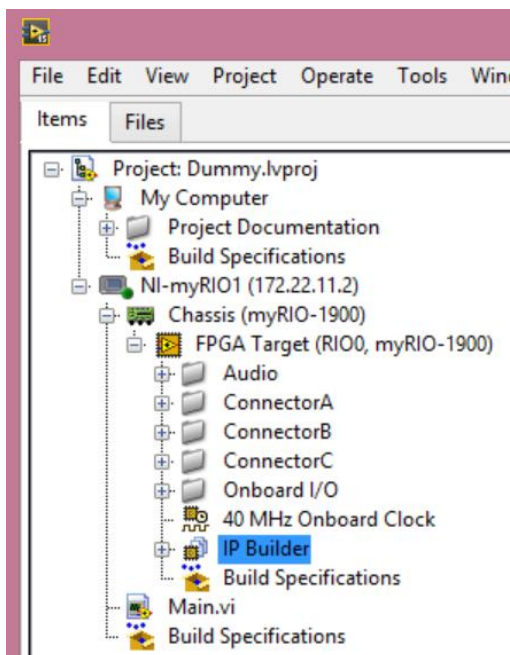 File Edit View Project Operate Tools
Items Files
Project: Dummy.lvproj
My Computer
Project Documentation
Build Specifications
NI-myRIO1 (172.22.11.2)
Chassis (myRIO-1900)
FPGA Target (RIO0, myRIO-1900)
Audio
ConnectorA
ConnectorB
ConnectorC
Onboard I/O
40 MHz Onboard Clock
IP Builder
Build Specifications
Main.vi
Build Specifications